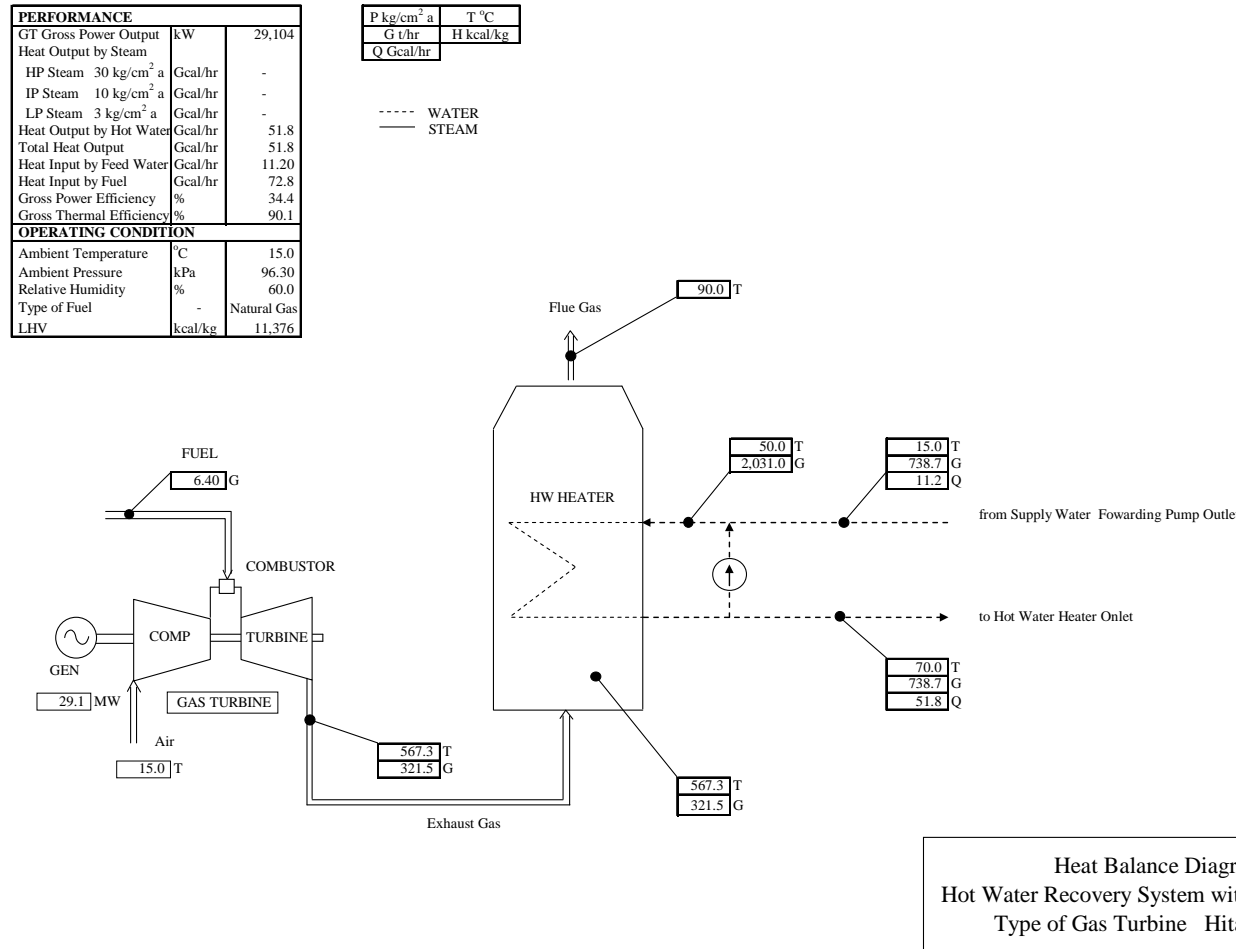 PERFORMANCE
GT Gross Power Output kW 29,104
Heat Output by Steam
HP Steam 30 kg/cm2 a Gcal/hr -
IP Steam 10 kg/cm2 a Gcal/hr -
LP Steam 3 kg/cm2 a Gcal/hr -
Heat Output by Hot Water Gcal/hr 51.8
Total Heat Output Gcal/hr 51.8
Heat Input by Feed Water Gcal/hr 11.20
Heat Input by Fuel Gcal/hr 72.8
Gross Power Efficiency % 34.4
Gross Thermal Efficiency % 90.1
OPERATING CONDITION
Ambient Temperature °C 15.0
Ambient Pressure kPa 96.30
Relative Humidity % 60.0
Type of Fuel - Natural Gas
LHV kcal/kg 11,376
P kg/cm2 a T °C
G t/hr H kcal/kg
Q Gcal/hr
WATER
STEAM
90.0 T
Flue Gas
50.0 T
2,031.0 G
15.0 T
738.7 G
11.2 Q
FUEL
6.40 G
HW HEATER
from Supply Water Fowarding Pump Outle
COMBUSTOR
to Hot Water Heater Onlet
COMP
TURBINE
GEN
29.1 MW
GAS TURBINE
70.0 T
738.7 G
51.8 Q
Air
15.0 T
567.3 T
321.5 G
567.3 T
321.5 G
Exhaust Gas
Heat Balance Diagr
Hot Water Recovery System wit
Type of Gas Turbine Hita